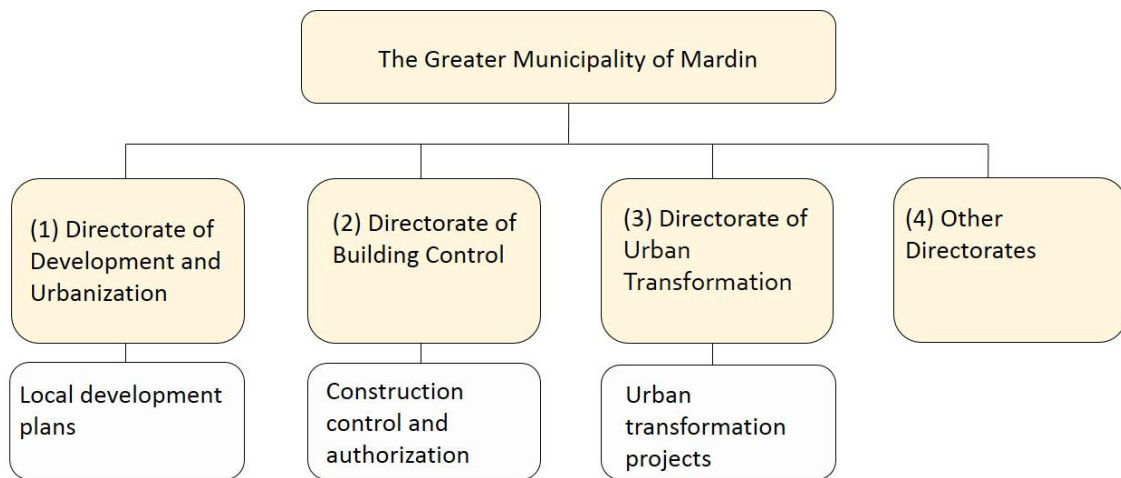 The Greater Municipality of Mardin
(1) Directorate of
Development and
Urbanization
(2) Directorate of
Building Control
(3) Directorate of
Urban
Transformation
(4) Other
Directorates
Local development
plans
Construction
control and
authorization
Urban
transformation
projects